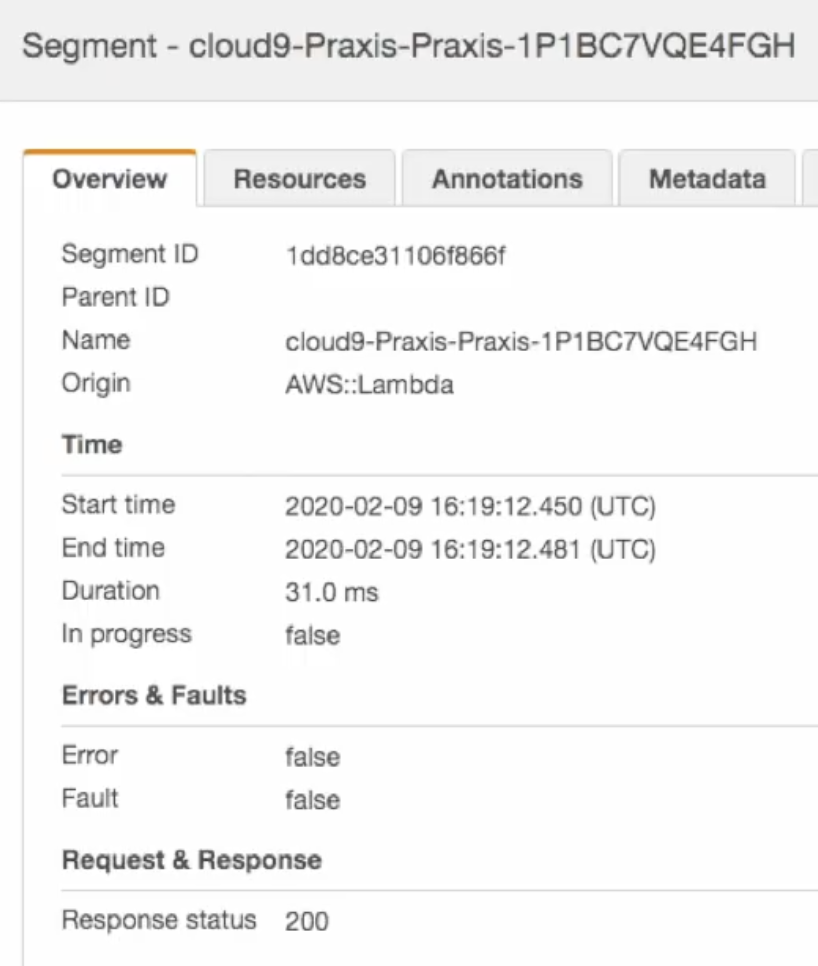 Segment - cloud9-Praxis-Praxis-1P1BC7VQE4FGH
Overview Resources Annotations Metadata
Segment ID 1dd8ce31106f866f
Parent ID
Name cloud9-Praxis-Praxis-1P1BC7VQE4FGH
Origin AWS::Lambda
Time
Start time 2020-02-09 16:19:12.450 (UTC)
End time 2020-02-09 16:19:12.481 (UTC)
Duration 31.0 ms
In progress false
Errors & Faults
Error false
Fault false
Request & Response
Response status 200